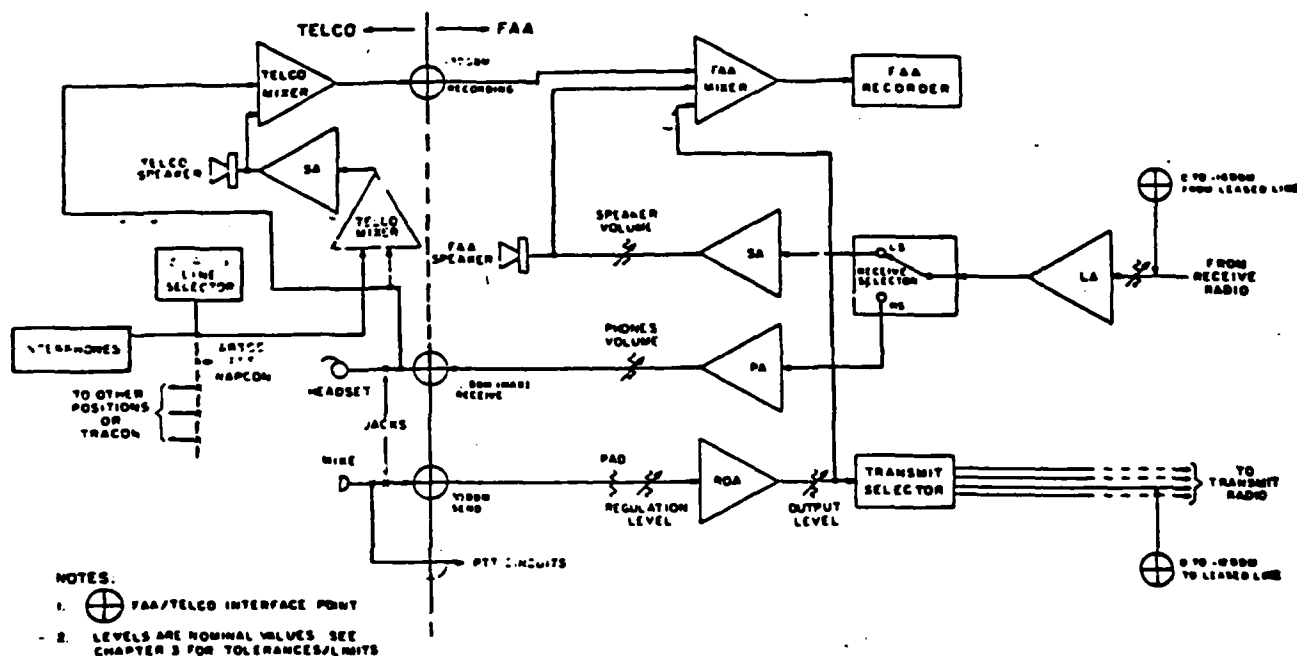 TELCO
FAA
TELCO
MIXER
RECORDING
FAA
MIXER
FAA
RECORDER
TELCO
SPEAKER
SA
TELCO
MIXER
SPEAKER
VOLUME
FAA
SPEAKER
SA
LS
RECEIVE
SELECTOR
RS
LA
FROM LEASED LINE
FROM
RECEIVE
RADIO
LINE
SELECTOR
NAPCON
TO OTHER
POSITIONS
OR
TRACON
HEADSET
RECEIVE
PHONES
VOLUME
PA
JACKS
MIKE
SEND
PAD
REGULATION
LEVEL
OUTPUT
LEVEL
TRANSMIT
SELECTOR
TO
TRANSMIT
RADIO
PTT CIRCUITS
TO LEASED LINE
NOTES:
1. FAA/TELCO INTERFACE POINT
2. LEVELS ARE NOMINAL VALUES SEE
CHAPTER 3 FOR TOLERANCES/LIMITS